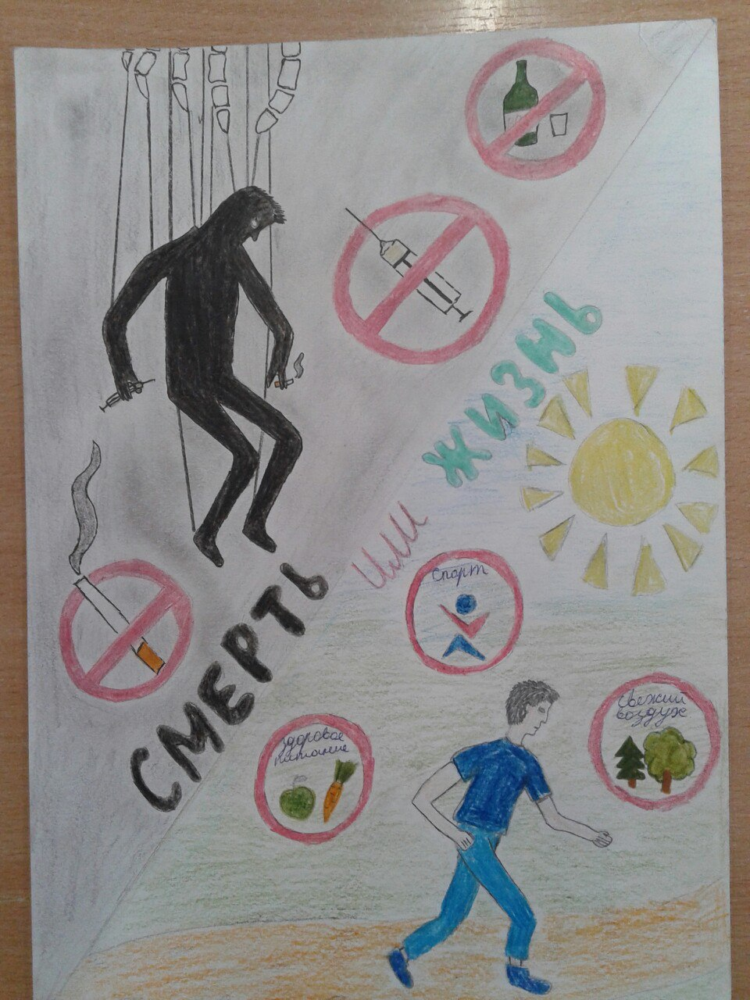 СМЕРТЬ
или
ЖИЗНЬ
Спорт
свежий
воздух
здоровое
питание